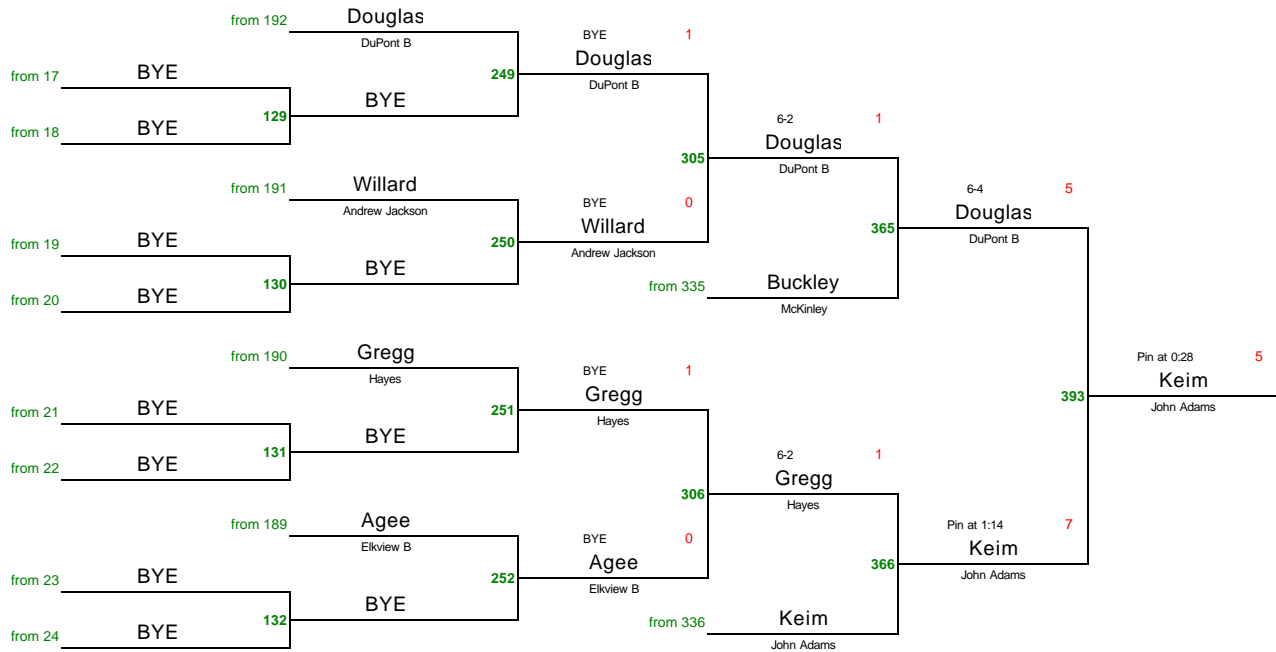 from 192
Douglas
DuPont B
BYE 1
Douglas
DuPont B
from 17
BYE
249
129
BYE
from 18
BYE
6-2 1
Douglas
DuPont B
305
from 191
Willard
Andrew Jackson
BYE 0
Willard
Andrew Jackson
6-4 5
Douglas
DuPont B
from 19
BYE
250
365
130
BYE
from 20
BYE
from 335
Buckley
McKinley
from 190
Gregg
Hayes
BYE 1
Gregg
Hayes
Pin at 0:28 5
Keim
John Adams
393
from 21
BYE
251
131
BYE
from 22
BYE
6-2 1
Gregg
Hayes
306
from 189
Agee
Elkview B
BYE 0
Agee
Elkview B
Pin at 1:14 7
Keim
John Adams
from 23
BYE
252
366
132
BYE
from 24
BYE
from 336
Keim
John Adams